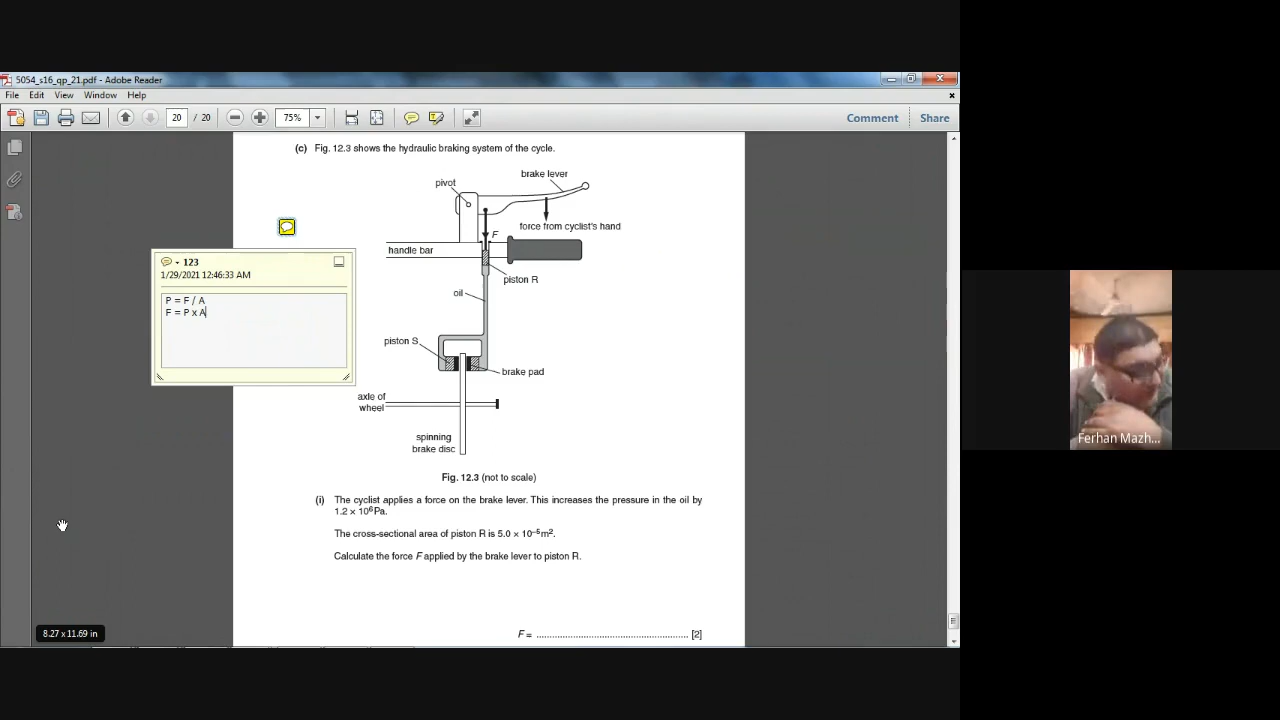 5054_s16_qp_21.pdf - Adobe Reader
File Edit View Window Help
20 / 20
75%
Comment
Share
(c) Fig. 12.3 shows the hydraulic braking system of the cycle.
brake lever
pivot
force from cyclist's hand
F
handle bar
piston R
oil
piston S
brake pad
axle of
wheel
spinning
brake disc
Fig. 12.3 (not to scale)
123
1/29/2021 12:46:33 AM
P = F / A
F = P x A
(i) The cyclist applies a force on the brake lever. This increases the pressure in the oil by
1.2 × 10⁶ Pa.
The cross-sectional area of piston R is 5.0 × 10⁻⁵ m².
Calculate the force F applied by the brake lever to piston R.
F = ................................................................ [2]
8.27 x 11.69 in
Ferhan Mazh...